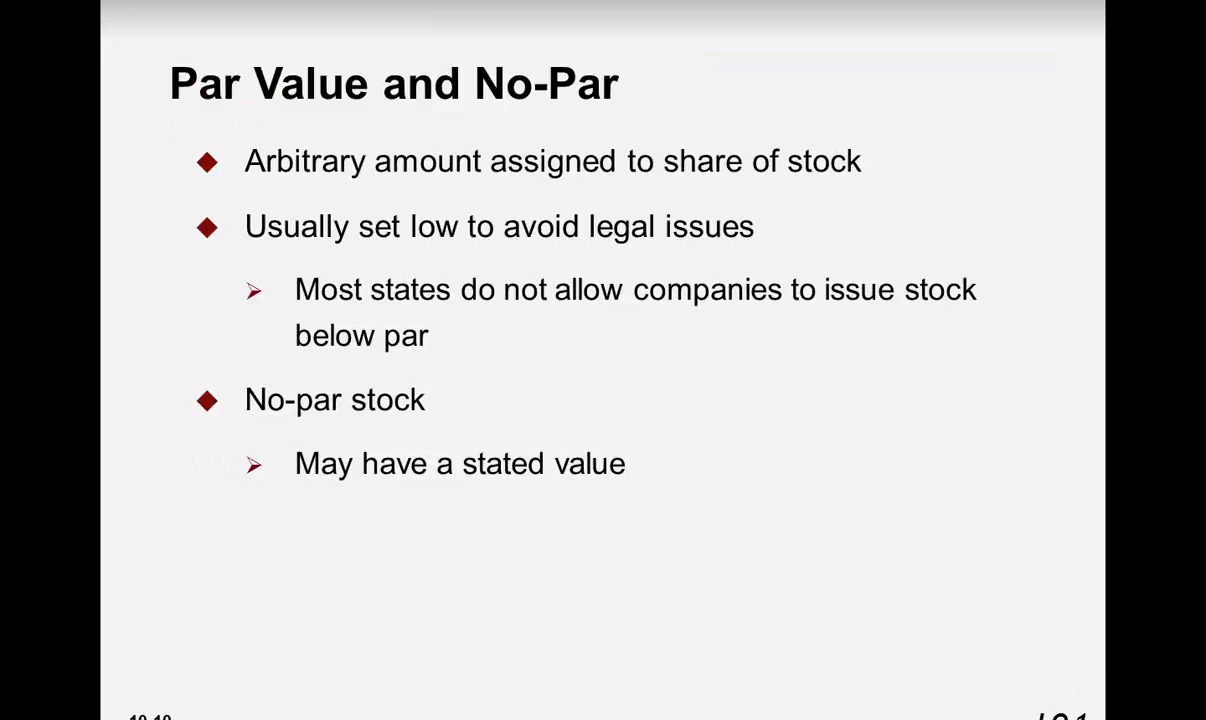 Par Value and No-Par
Arbitrary amount assigned to share of stock
Usually set low to avoid legal issues
Most states do not allow companies to issue stock
below par
No-par stock
May have a stated value